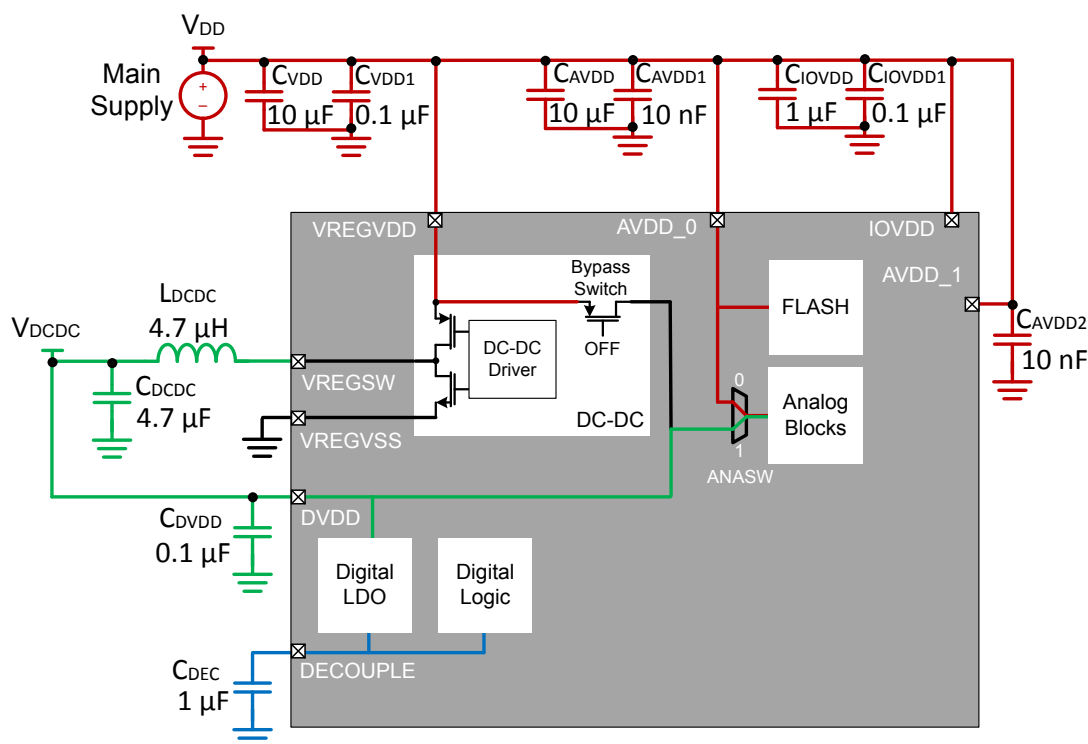 VDD
Main
Supply
+
−
CVDD
10 µF
CVDD1
0.1 µF
CAVDD
10 µF
CAVDD1
10 nF
CIOVDD
1 µF
CIOVDD1
0.1 µF
VREGVDD
AVDD_0
IOVDD
AVDD_1
CAVDD2
10 nF
Bypass
Switch
OFF
FLASH
LDCDC
4.7 µH
VDCDC
CDCDC
4.7 µF
VREGSW
DC-DC
Driver
VREGVSS
DC-DC
0
1
ANASW
Analog
Blocks
CDVDD
0.1 µF
DVDD
Digital
LDO
Digital
Logic
DECOUPLE
CDEC
1 µF